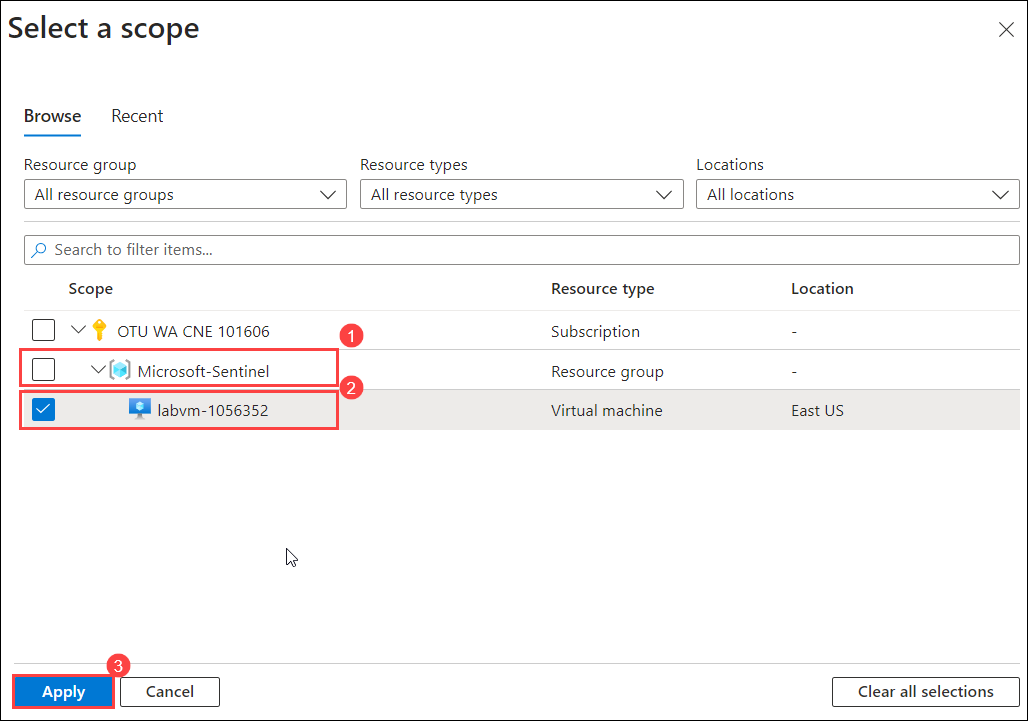 Select a scope
Browse Recent
Resource group Resource types Locations
All resource groups All resource types All locations
Search to filter items...
Scope Resource type Location
OTU WA CNE 101606 Subscription -
1
Microsoft-Sentinel Resource group -
2
labvm-1056352 Virtual machine East US
3
Apply Cancel Clear all selections